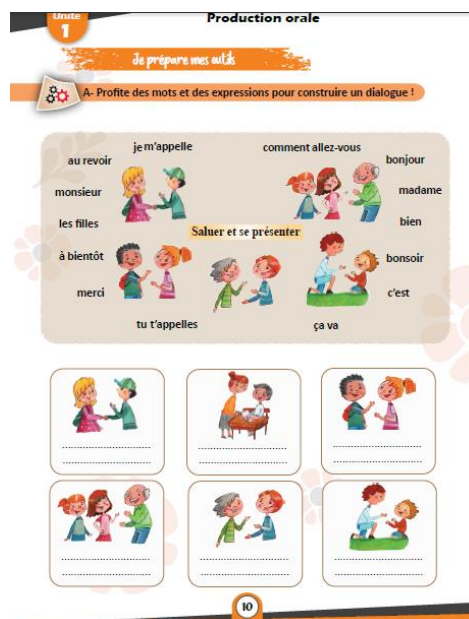 Unité
1
Production orale
Je prépare mes outils
A- Profite des mots et des expressions pour construire un dialogue !
je m'appelle
comment allez-vous
au revoir
bonjour
monsieur
madame
les filles
bien
Saluer et se présenter
à bientôt
bonsoir
merci
c'est
tu t'appelles
ça va
10